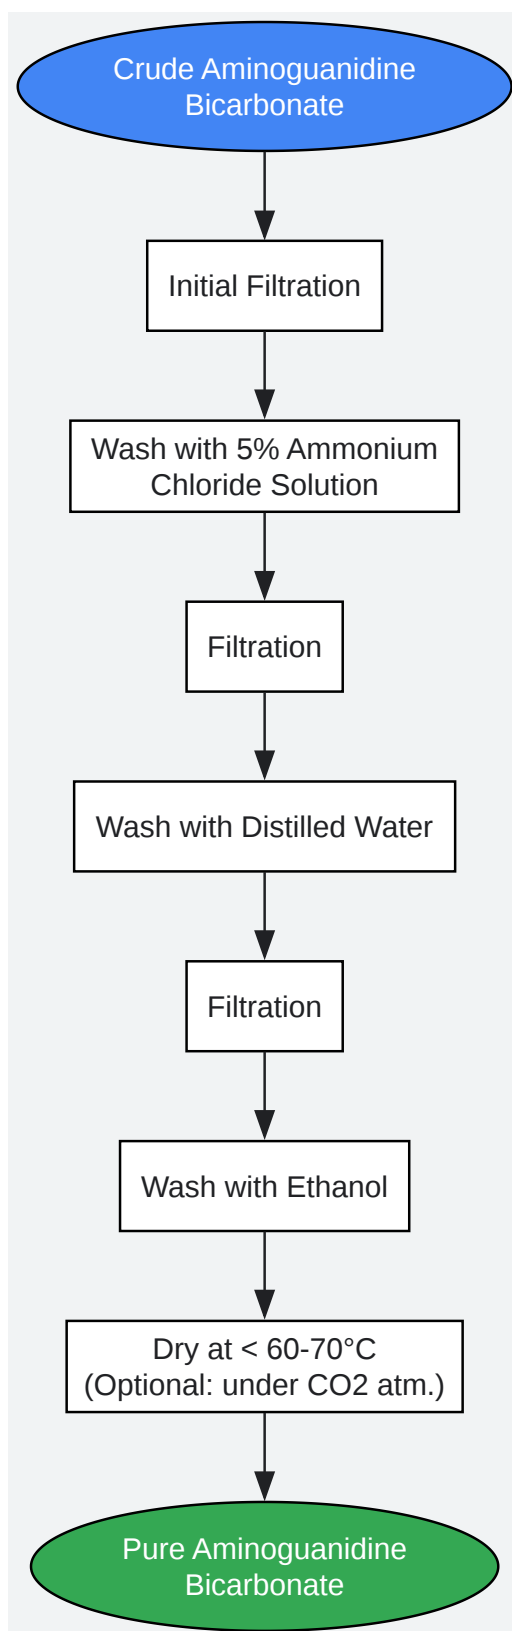 Crude Aminoguanidine
Bicarbonate
Initial Filtration
Wash with 5% Ammonium
Chloride Solution
Filtration
Wash with Distilled Water
Filtration
Wash with Ethanol
Dry at < 60-70°C
(Optional: under CO2 atm.)
Pure Aminoguanidine
Bicarbonate